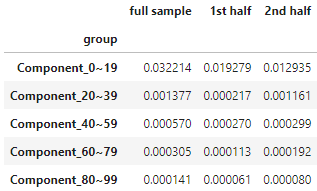 full sample 1st half 2nd half
group
Component_0~19 0.032214 0.019279 0.012935
Component_20~39 0.001377 0.000217 0.001161
Component_40~59 0.000570 0.000270 0.000299
Component_60~79 0.000305 0.000113 0.000192
Component_80~99 0.000141 0.000061 0.000080